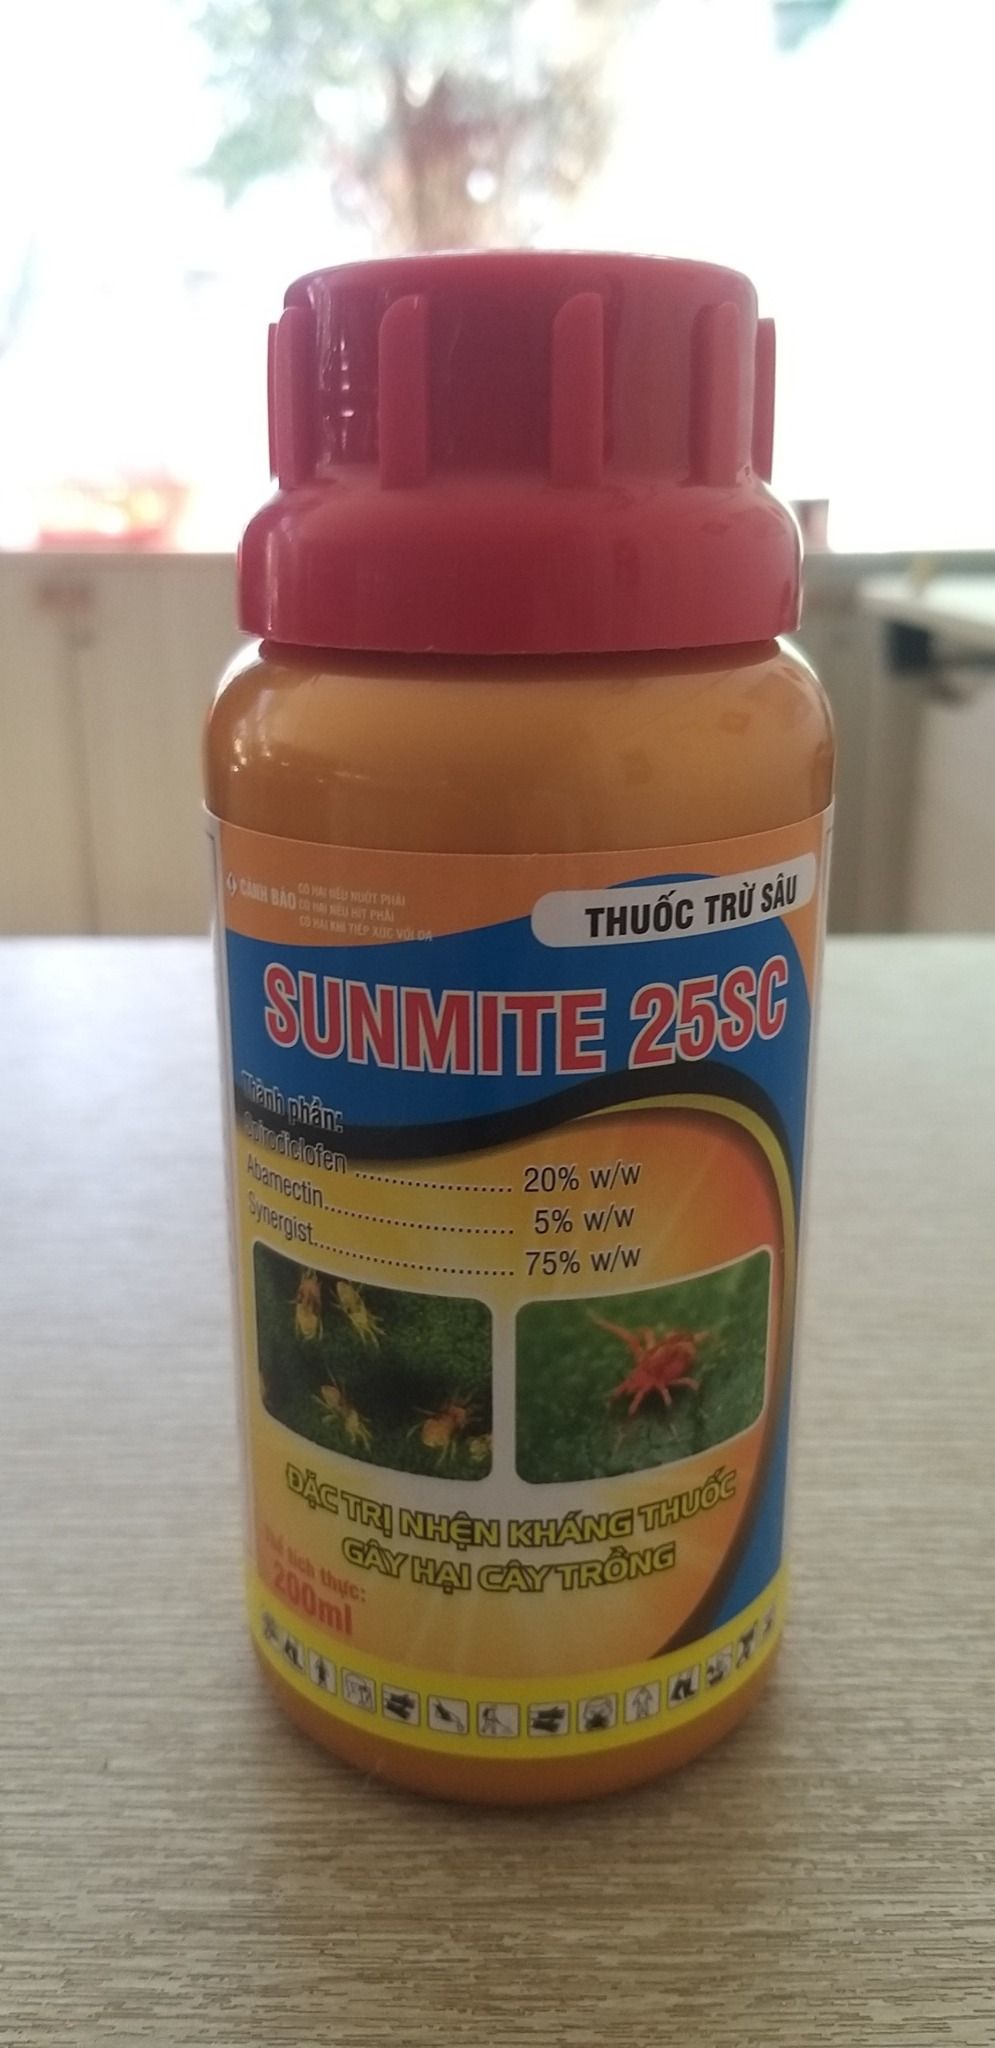 CẢNH BÁO
CÓ HẠI NẾU NUỐT PHẢI
CÓ HẠI NẾU HÍT PHẢI
CÓ HẠI KHI TIẾP XÚC VỚI DA
THUỐC TRỪ SÂU
SUNMITE 25SC
Thành phần:
Spirodiclofen .................... 20% w/w
Abamectin........................ 5% w/w
Synergist......................... 75% w/w
ĐẶC TRỊ NHỆN KHÁNG THUỐC
GÂY HẠI CÂY TRỒNG
Thể tích thực:
200ml